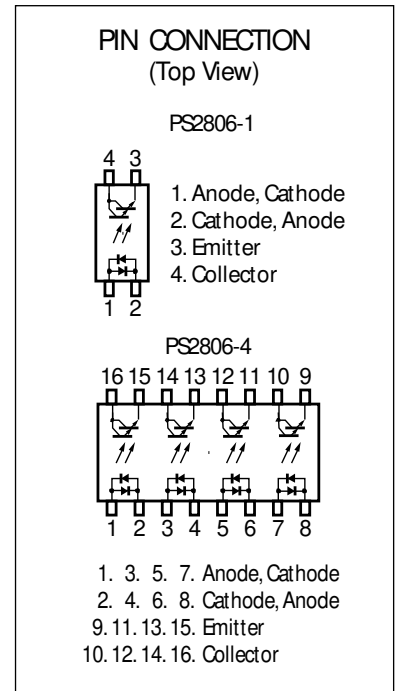 PIN CONNECTION
(Top View)
PS2806-1
4 3
1. Anode, Cathode
2. Cathode, Anode
3. Emitter
4. Collector
1 2
PS2806-4
16 15 14 13 12 11 10 9
1 2 3 4 5 6 7 8
1. 3. 5. 7. Anode, Cathode
2. 4. 6. 8. Cathode, Anode
9. 11. 13. 15. Emitter
10. 12. 14. 16. Collector